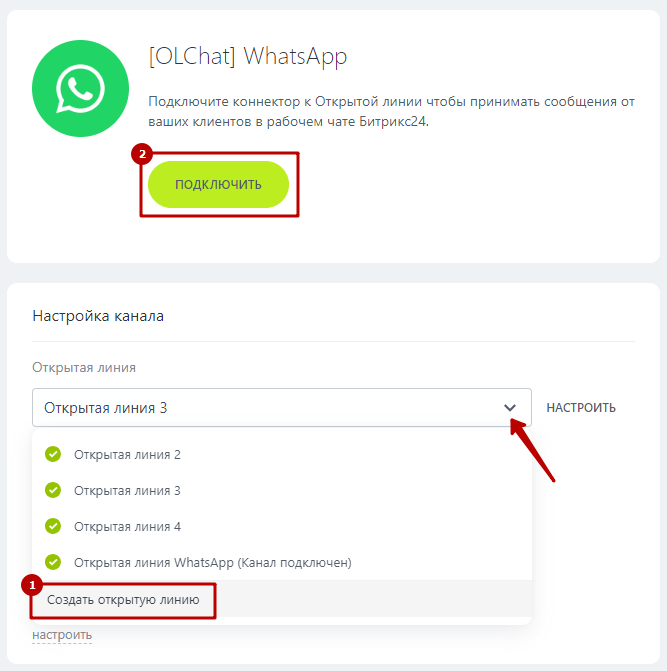 [OLChat] WhatsApp
Подключите коннектор к Открытой линии чтобы принимать сообщения от
ваших клиентов в рабочем чате Битрикс24.
2
ПОДКЛЮЧИТЬ
Настройка канала
Открытая линия
Открытая линия 3
НАСТРОИТЬ
Открытая линия 2
Открытая линия 3
Открытая линия 4
Открытая линия WhatsApp (Канал подключен)
1
Создать открытую линию
настроить